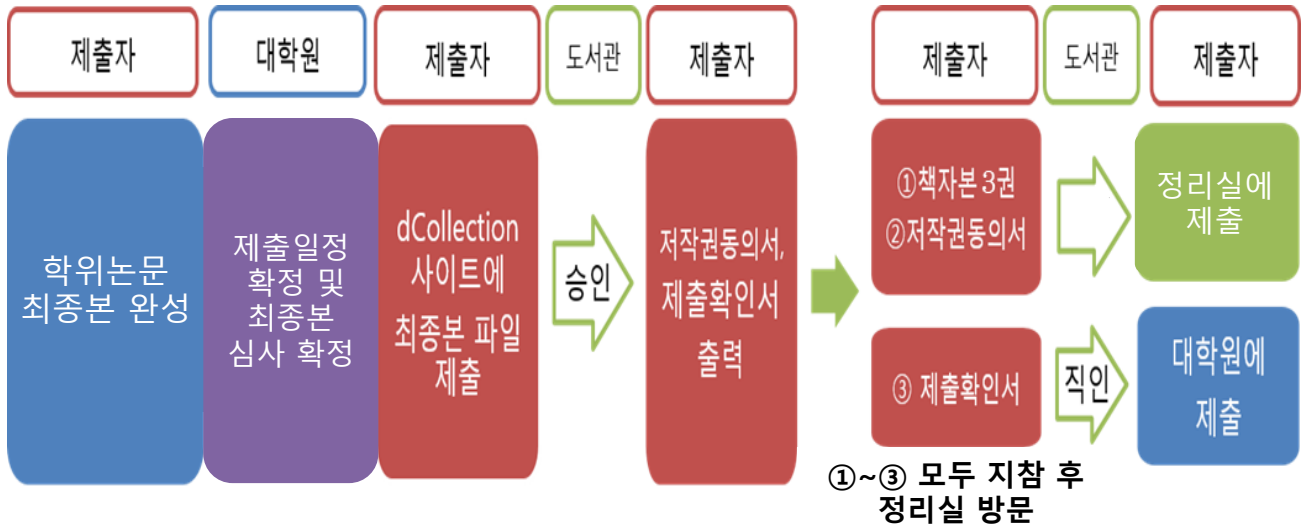 제출자
대학원
제출자
도서관
제출자
제출자
도서관
제출자
학위논문
최종본 완성
제출일정
확정 및
최종본
심사 확정
dCollection
사이트에
최종본 파일
제출
승인
저작권동의서,
제출확인서
출력
①책자본 3권
②저작권동의서
정리실에
제출
③ 제출확인서
직인
대학원에
제출
①~③ 모두 지참 후
정리실 방문